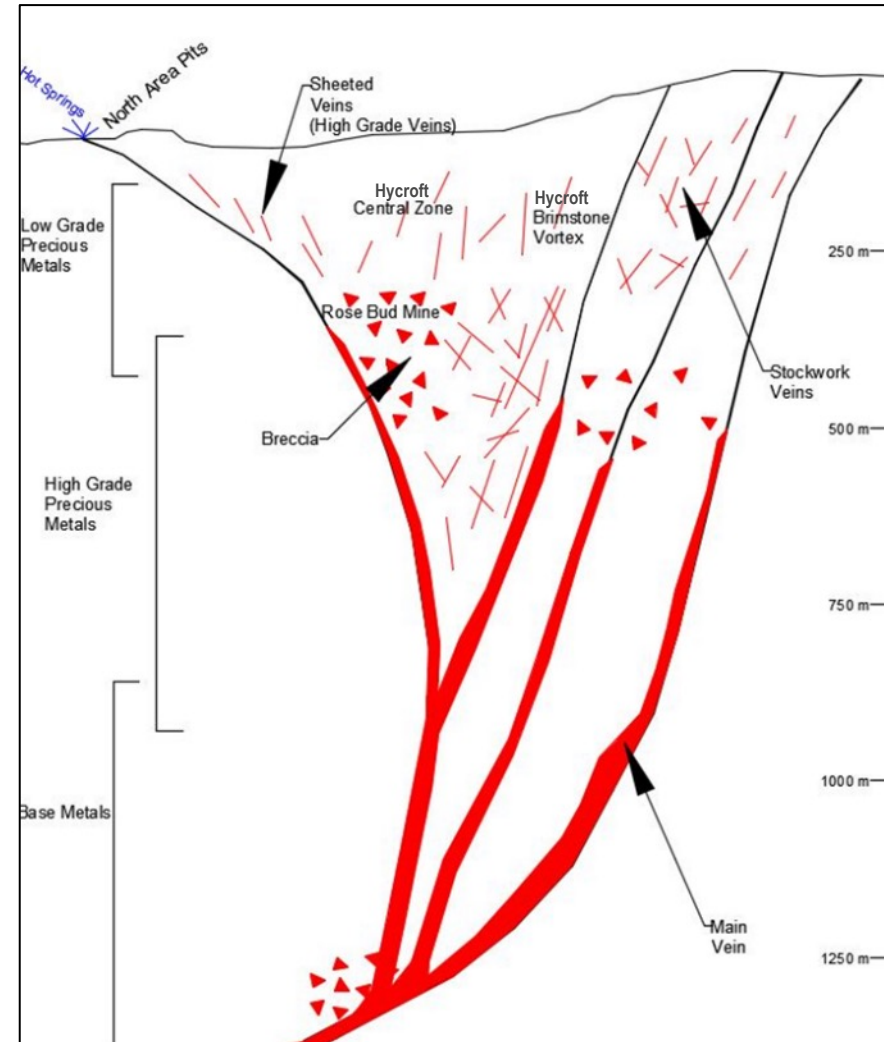 Hot Springs
North Area Pits
Sheeted
Veins
(High Grade Veins)
Hycroft
Central Zone
Hycroft
Brimstone
Vortex
Low Grade
Precious
Metals
250 m
Rose Bud Mine
Stockwork
Veins
Breccia
500 m
High Grade
Precious
Metals
750 m
1000 m
Base Metals
Main
Vein
1250 m